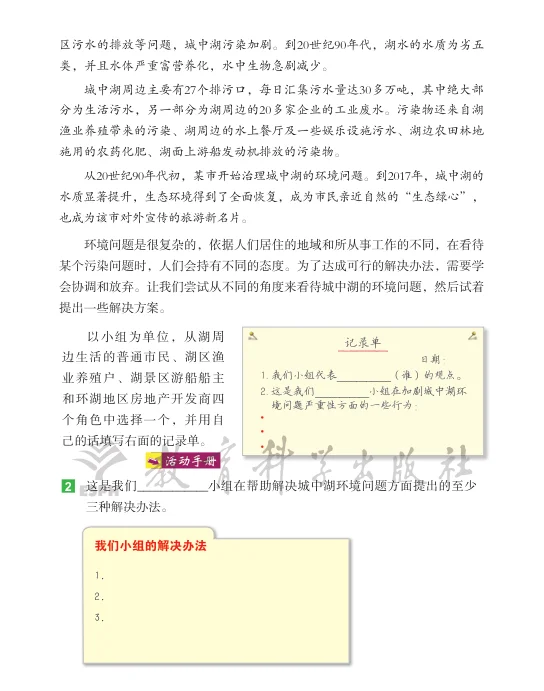 区污水的排放等问题，城中湖污染加剧。到20世纪90年代，湖水的水质为劣五
类，并且水体严重富营养化，水中生物急剧减少。
城中湖周边主要有27个排污口，每日汇集污水量达30多万吨，其中绝大部
分为生活污水，另一部分为湖周边的20多家企业的工业废水。污染物还来自湖
渔业养殖带来的污染、湖周边的水上餐厅及一些娱乐设施污水、湖边农田林地
施用的农药化肥、湖面上游船发动机排放的污染物。
从20世纪90年代初，某市开始治理城中湖的环境问题。到2017年，城中湖的
水质显著提升，生态环境得到了全面恢复，成为市民亲近自然的“生态绿心”，
也成为该市对外宣传的旅游新名片。
环境问题是很复杂的，依据人们居住的地域和所从事工作的不同，在看待
某个污染问题时，人们会持有不同的态度。为了达成可行的解决办法，需要学
会协调和放弃。让我们尝试从不同的角度来看待城中湖的环境问题，然后试着
提出一些解决方案。
以小组为单位，从湖周
边生活的普通市民、湖区渔
业养殖户、湖景区游船船主
和环湖地区房地产开发商四
个角色中选择一个，并用自
己的话填写右面的记录单。
活动手册
记录单
日期：
1. 我们小组代表__________（谁）的观点。
2. 这是我们__________小组在加剧城中湖环
境问题严重性方面的一些行为：
教育科学出版社
ESPH
2 这是我们__________小组在帮助解决城中湖环境问题方面提出的至少
三种解决办法。
我们小组的解决办法
1.
2.
3.